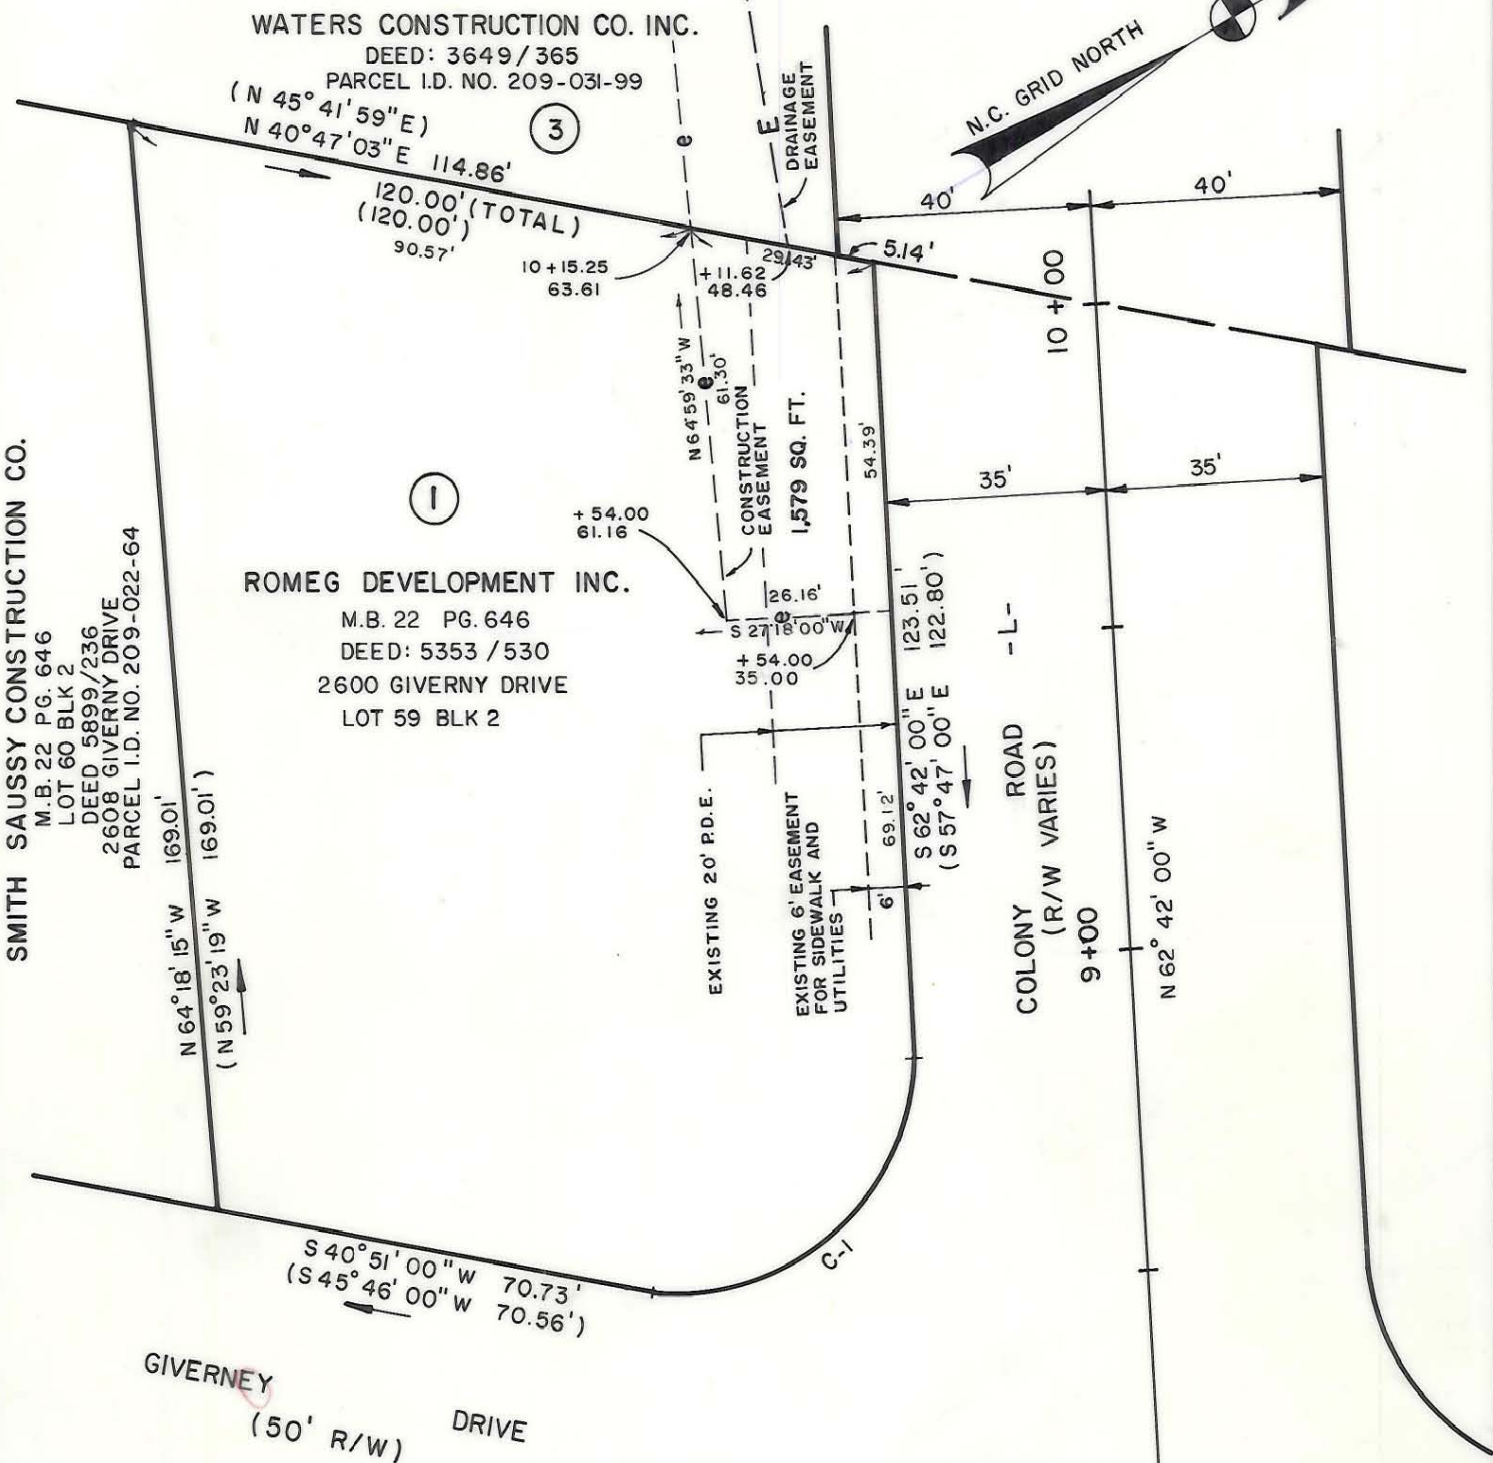 WATERS CONSTRUCTION CO. INC.
DEED: 3649/365
PARCEL I.D. NO. 209-031-99
(N 45°41'59"E)
N 40°47'03"E 114.86'
3
120.00' (TOTAL)
(120.00')
90.57'
e
E
DRAINAGE
EASEMENT
N.C. GRID NORTH
40'
40'
5.14'
10+15.25
63.61
+11.62
48.46
29.43'
10+00
N64°59'33"W
e
61.30'
CONSTRUCTION
EASEMENT
1,579 SQ. FT.
54.39'
35'
35'
1
+54.00
61.16
ROMEG DEVELOPMENT INC.
M.B. 22 PG. 646
DEED: 5353/530
2600 GIVERNY DRIVE
LOT 59 BLK 2
26.16'
e
S 27°18'00"W
+54.00
35.00
123.51'
122.80')
S 62°42'00"E
(S 57°47'00"E
69.12'
6'
EXISTING 20' P.D.E.
EXISTING 6' EASEMENT
FOR SIDEWALK AND
UTILITIES
COLONY ROAD -L-
(R/W VARIES)
9+00
N 62°42'00"W
SMITH SAUSSY CONSTRUCTION CO.
M.B. 22 PG. 646
LOT 60 BLK 2
DEED 5899/236
2608 GIVERNY DRIVE
PARCEL I.D. NO. 209-022-64
N 64°18'15"W 169.01'
(N 59°23'19"W 169.01')
C-1
S 40°51'00"W 70.73'
(S 45°46'00"W 70.56')
GIVERNEY DRIVE
(50' R/W)